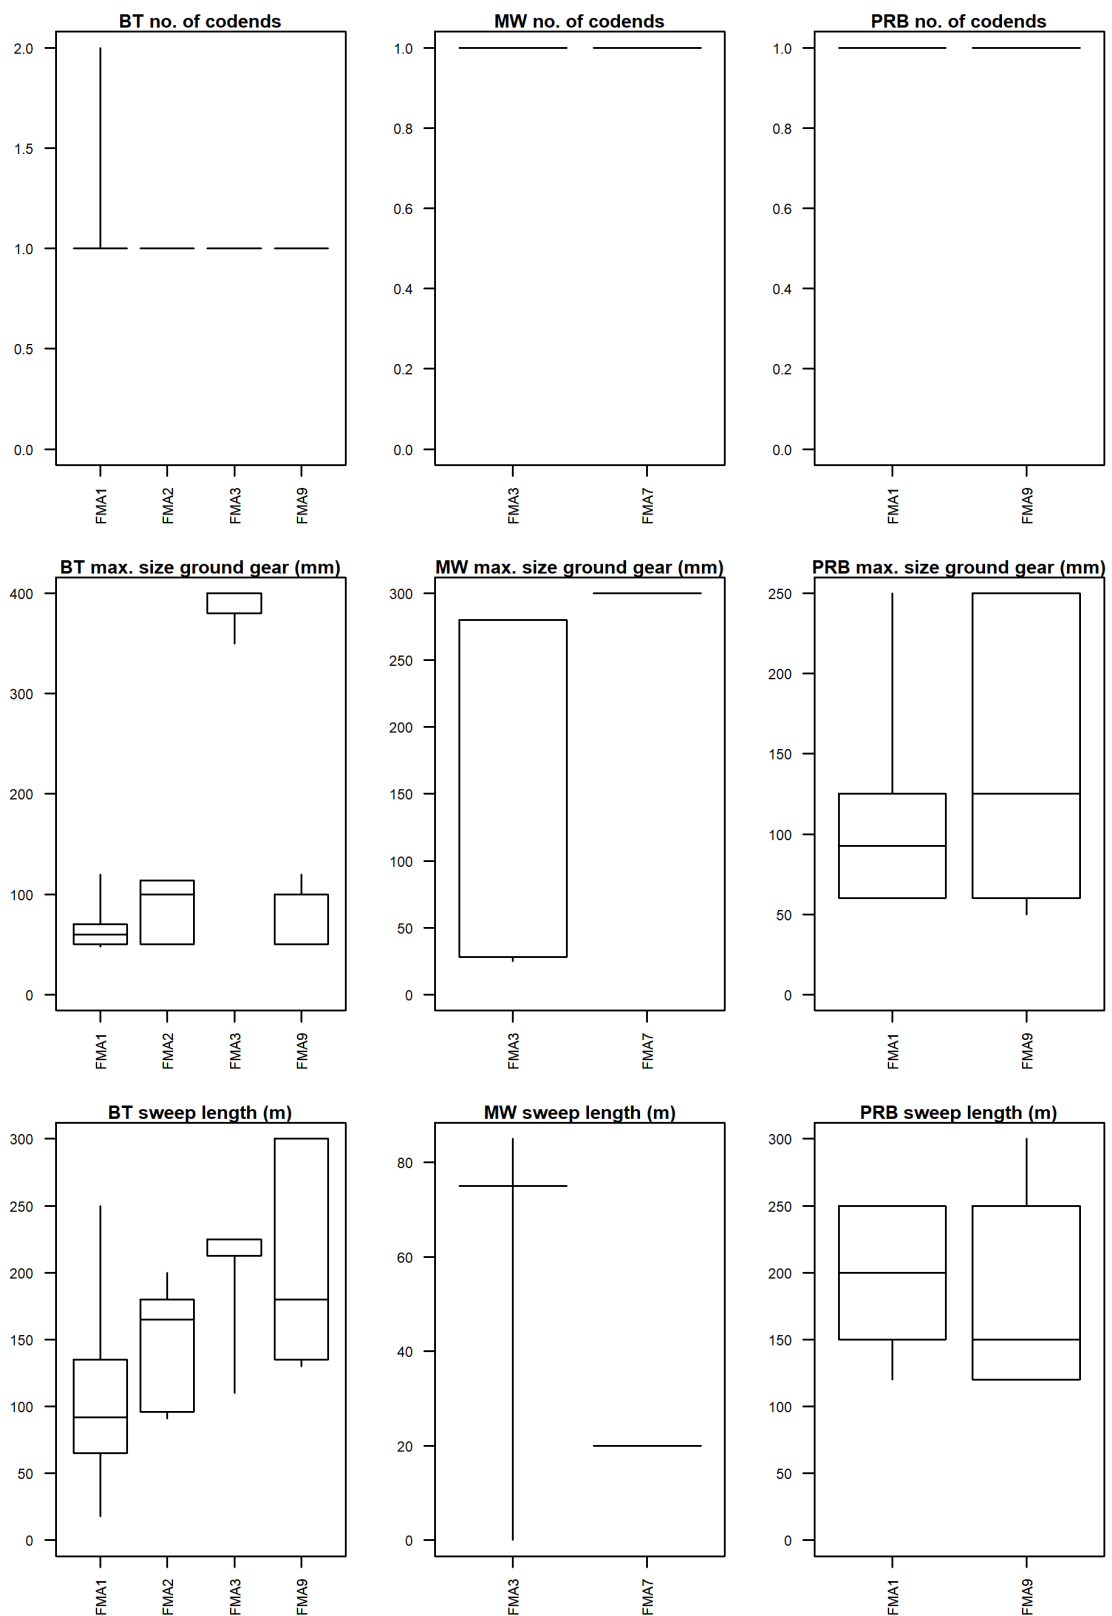 BT no. of codends
2.0
1.5
1.0
0.5
0.0
FMA1
FMA2
FMA3
FMA9
MW no. of codends
1.0
0.8
0.6
0.4
0.2
0.0
FMA3
FMA7
PRB no. of codends
1.0
0.8
0.6
0.4
0.2
0.0
FMA1
FMA9
BT max. size ground gear (mm)
400
300
200
100
0
FMA1
FMA2
FMA3
FMA9
MW max. size ground gear (mm)
300
250
200
150
100
50
0
FMA3
FMA7
PRB max. size ground gear (mm)
250
200
150
100
50
0
FMA1
FMA9
BT sweep length (m)
300
250
200
150
100
50
0
FMA1
FMA2
FMA3
FMA9
MW sweep length (m)
80
60
40
20
0
FMA3
FMA7
PRB sweep length (m)
300
250
200
150
100
50
0
FMA1
FMA9